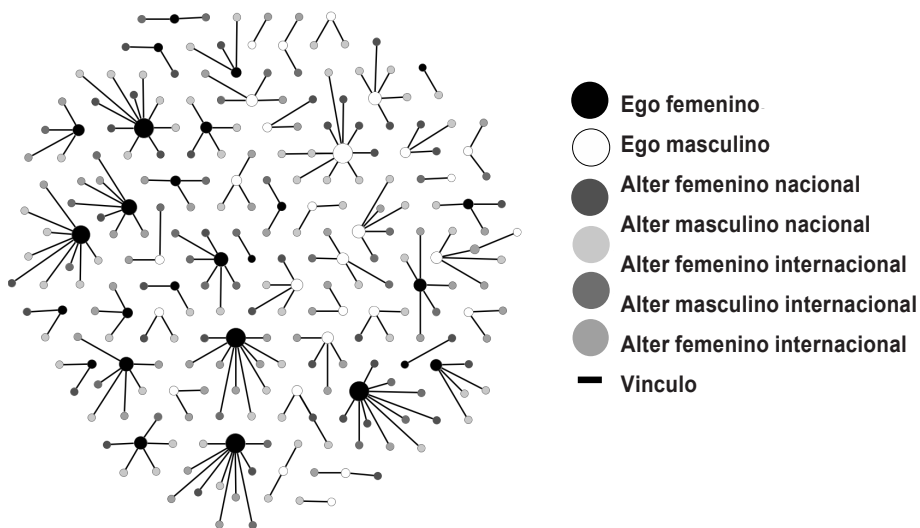 Ego femenino
Ego masculino
Alter femenino nacional
Alter masculino nacional
Alter femenino internacional
Alter masculino internacional
Alter femenino internacional
Vinculo